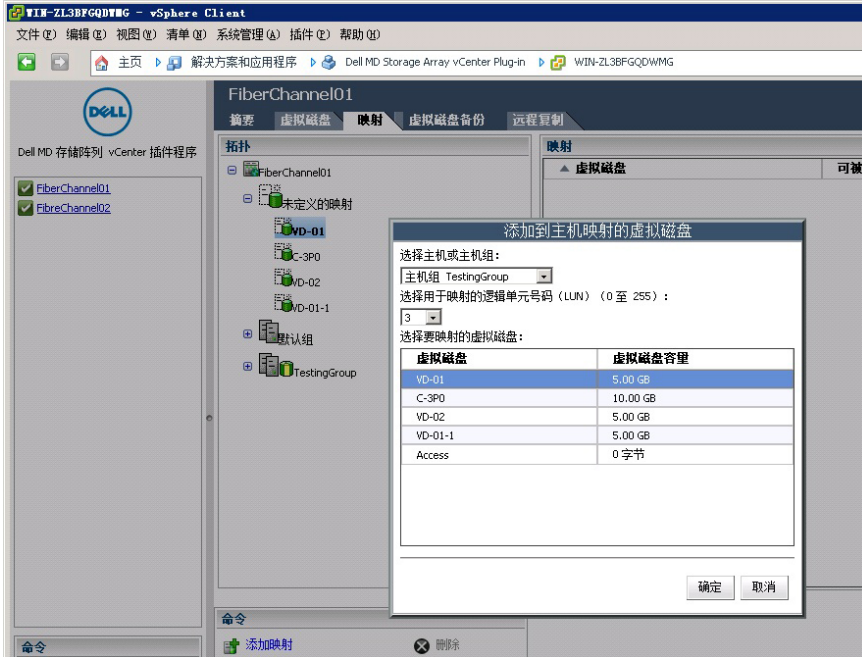 WIN-ZL3BFGQDWMG - vSphere Client
文件(F) 编辑(E) 视图(V) 清单(N) 系统管理(A) 插件(P) 帮助(H)
主页 解决方案和应用程序 Dell MD Storage Array vCenter Plug-in WIN-ZL3BFGQDWMG
DELL
Dell MD 存储阵列 vCenter 插件程序
FiberChannel01
FibreChannel02
命令
FiberChannel01
摘要 虚拟磁盘 映射 虚拟磁盘备份 远程复制
拓扑
FiberChannel01
未定义的映射
VD-01
C-3P0
VD-02
VD-01-1
默认组
TestingGroup
命令
添加映射 删除
映射
虚拟磁盘 可被
添加到主机映射的虚拟磁盘
选择主机或主机组:
主机组 TestingGroup
选择用于映射的逻辑单元号码 (LUN) (0 至 255) :
3
选择要映射的虚拟磁盘:
虚拟磁盘 虚拟磁盘容量
VD-01 5.00 GB
C-3P0 10.00 GB
VD-02 5.00 GB
VD-01-1 5.00 GB
Access 0 字节
确定 取消